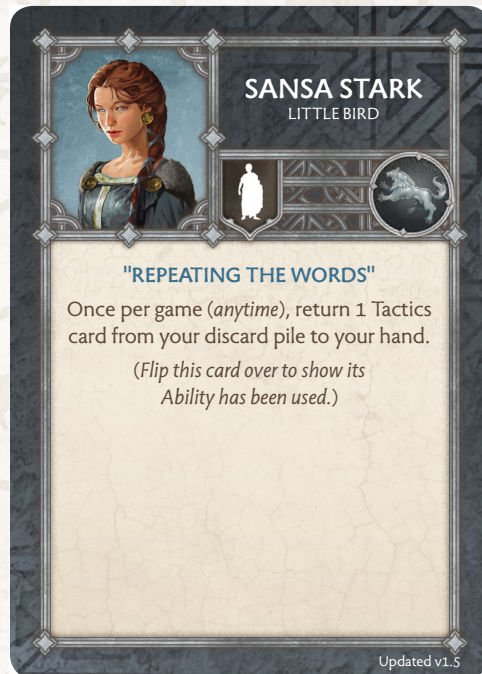 SANSA STARK
LITTLE BIRD
"REPEATING THE WORDS"
Once per game (anytime), return 1 Tactics
card from your discard pile to your hand.
(Flip this card over to show its
Ability has been used.)
Updated v1.5